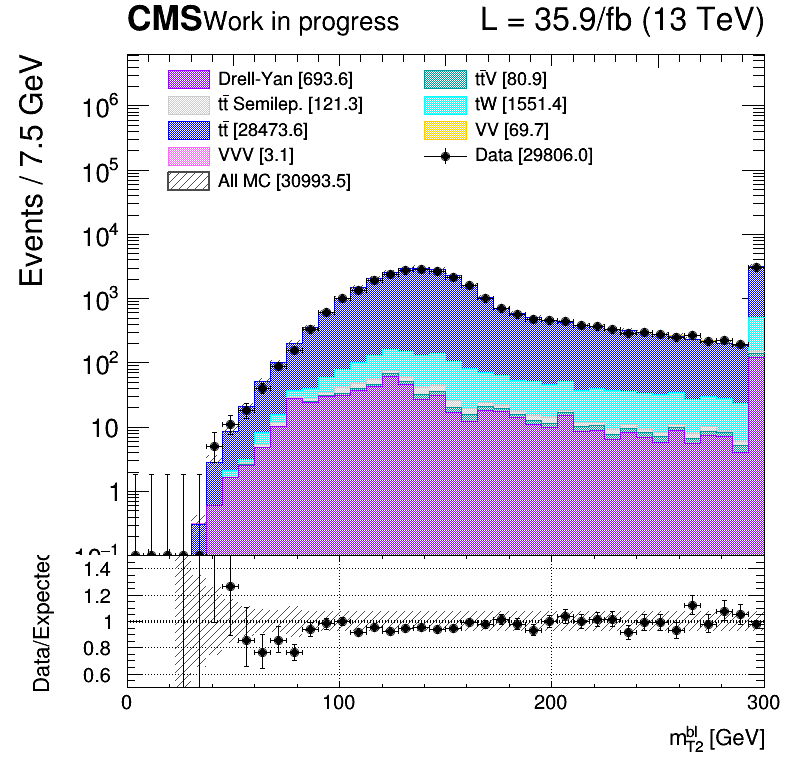 CMS Work in progress L = 35.9/fb (13 TeV)
Events / 7.5 GeV
Drell-Yan [693.6]
tt̄V [80.9]
tt̄ Semilep. [121.3]
tW [1551.4]
tt̄ [28473.6]
VV [69.7]
VVV [3.1]
Data [29806.0]
All MC [30993.5]
10⁶
10⁵
10⁴
10³
10²
10
1
10⁻¹
Data/Expected
1.4
1.2
1
0.8
0.6
0 100 200 300
m_{T2}^{bl} [GeV]